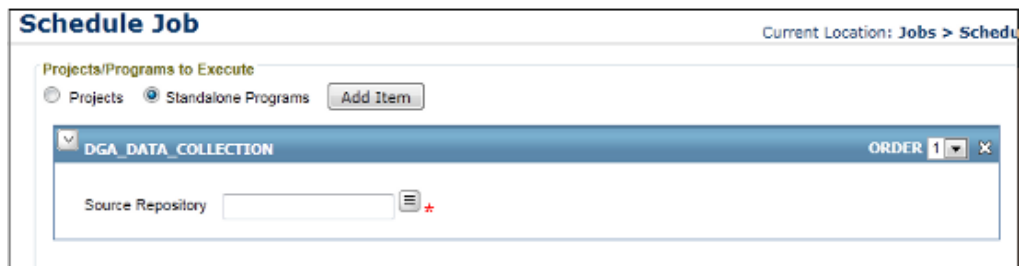 Schedule Job
Current Location: Jobs > Schedu
Projects/Programs to Execute
Projects Standalone Programs Add Item
DGA_DATA_COLLECTION ORDER 1
Source Repository *